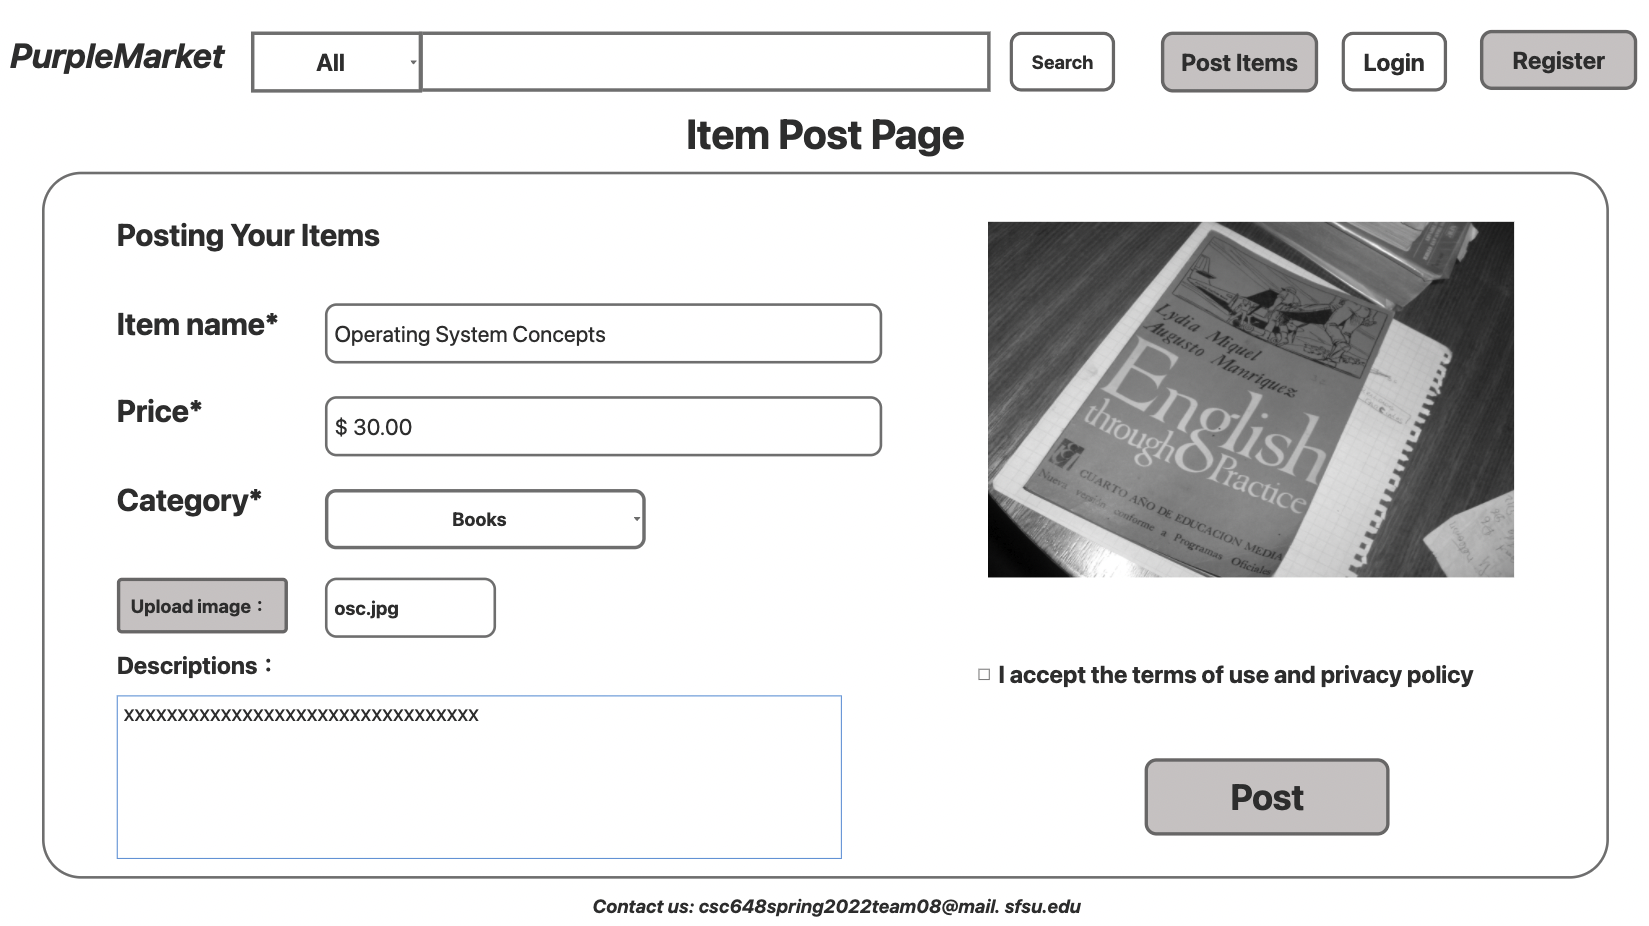 PurpleMarket All Search Post Items Login Register
Item Post Page
Posting Your Items
Item name* Operating System Concepts
Price* $ 30.00
Category* Books
Upload image : osc.jpg
Descriptions :
XXXXXXXXXXXXXXXXXXXXXXXXXXXXXXXXX
Lydia Miquel
Augusto Manriquez
English
through & Practice
CUARTO AÑO DE EDUCACION MEDIA
Nueva versión conforme a Programas Oficiales
I accept the terms of use and privacy policy
Post
Contact us: csc648spring2022team08@mail. sfsu.edu